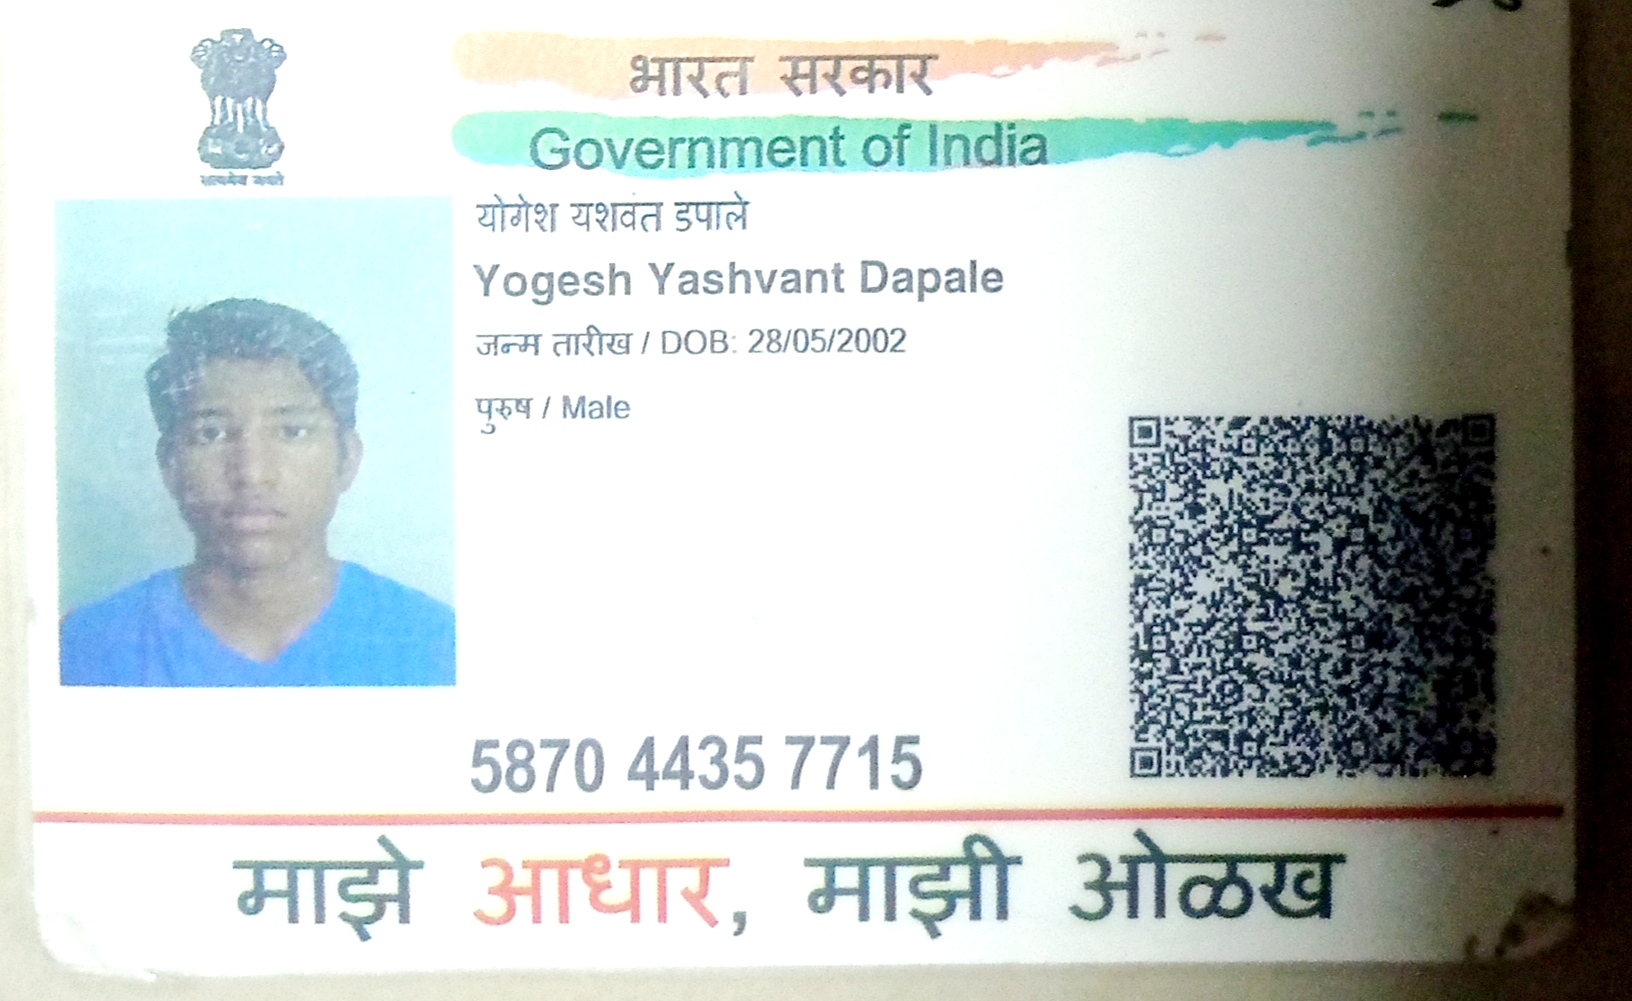 भारत सरकार
Government of India
सत्यमेव जयते
योगेश यशवंत डपाले
Yogesh Yashvant Dapale
जन्म तारीख / DOB: 28/05/2002
पुरुष / Male
5870 4435 7715
माझे आधार, माझी ओळख